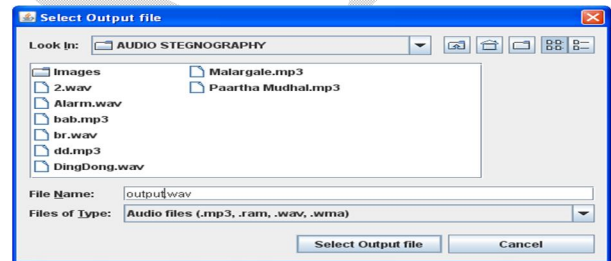 Select Output file
Look In: AUDIO STEGNOGRAPHY
Images
2.wav
Alarm.wav
bab.mp3
br.wav
dd.mp3
DingDong.wav
Malargale.mp3
Paartha Mudhal.mp3
File Name: output.wav
Files of Type: Audio files (.mp3, .ram, .wav, .wma)
Select Output file Cancel